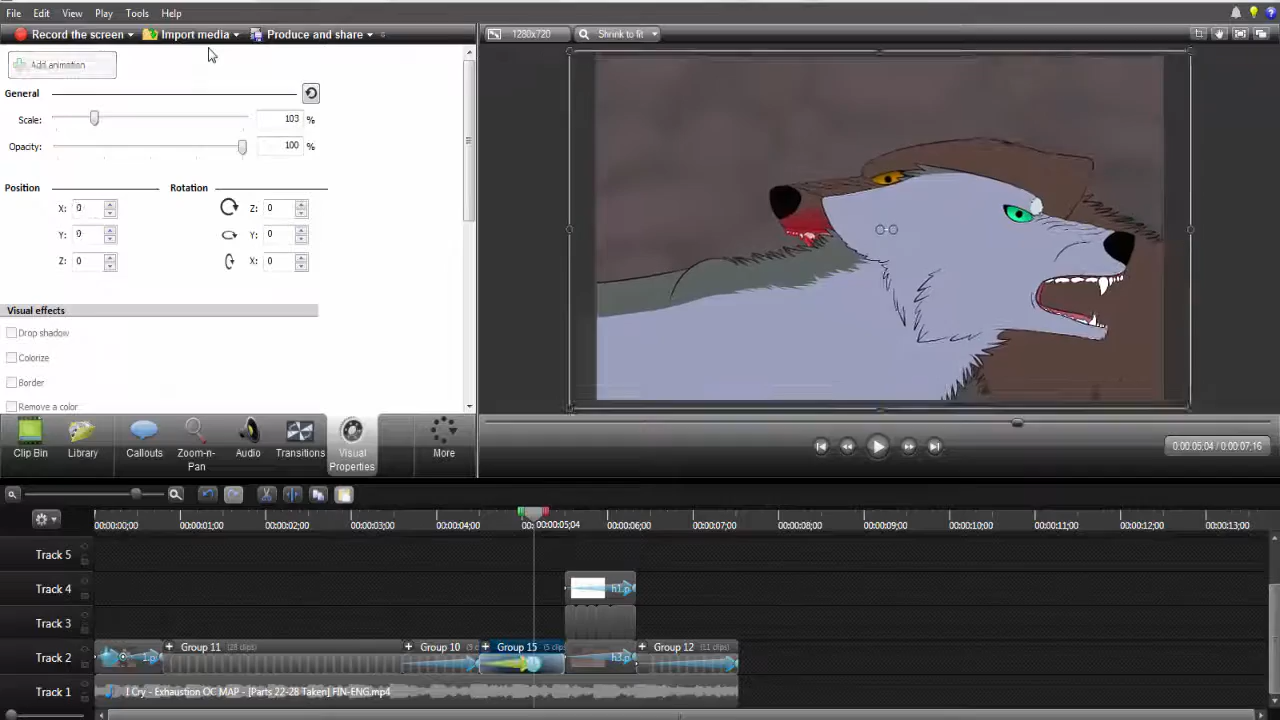 File Edit View Play Tools Help
Record the screen Import media Produce and share
1280x720 Shrink to fit
Add animation
General
Scale: 103 %
Opacity: 100 %
Position Rotation
X: 0 Z: 0
Y: 0 Y: 0
Z: 0 X: 0
Visual effects
Drop shadow
Colorize
Border
Remove a color
Clip Bin Library Callouts Zoom-n-Pan Audio Transitions Visual Properties More
0:00:05;04 / 0:00:07;16
00:00:00;00 00:00:01;00 00:00:02;00 00:00:03;00 00:00:04;00 00:00:05;04 00:00:06;00 00:00:07;00 00:00:08;00 00:00:09;00 00:00:10;00 00:00:11;00 00:00:12;00 00:00:13;00
Track 5
Track 4 h1.p
Track 3
Track 2 1.p Group 11 Group 10 Group 15 h3.p Group 12
Track 1 I Cry - Exhaustion OC MAP - [Parts 22-28 Taken] FIN-ENG.mp4